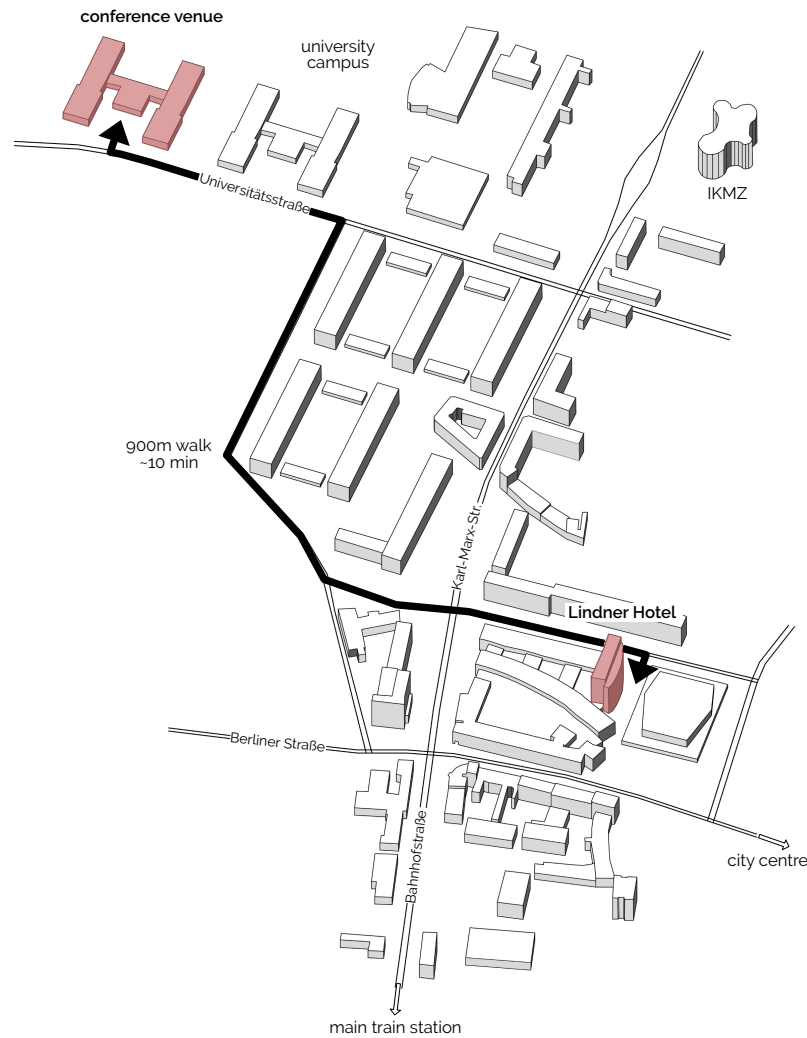 conference venue
university
campus
Universitätsstraße
IKMZ
900m walk
~10 min
Karl-Marx-Str.
Lindner Hotel
Berliner Straße
Bahnhofstraße
city centre
main train station